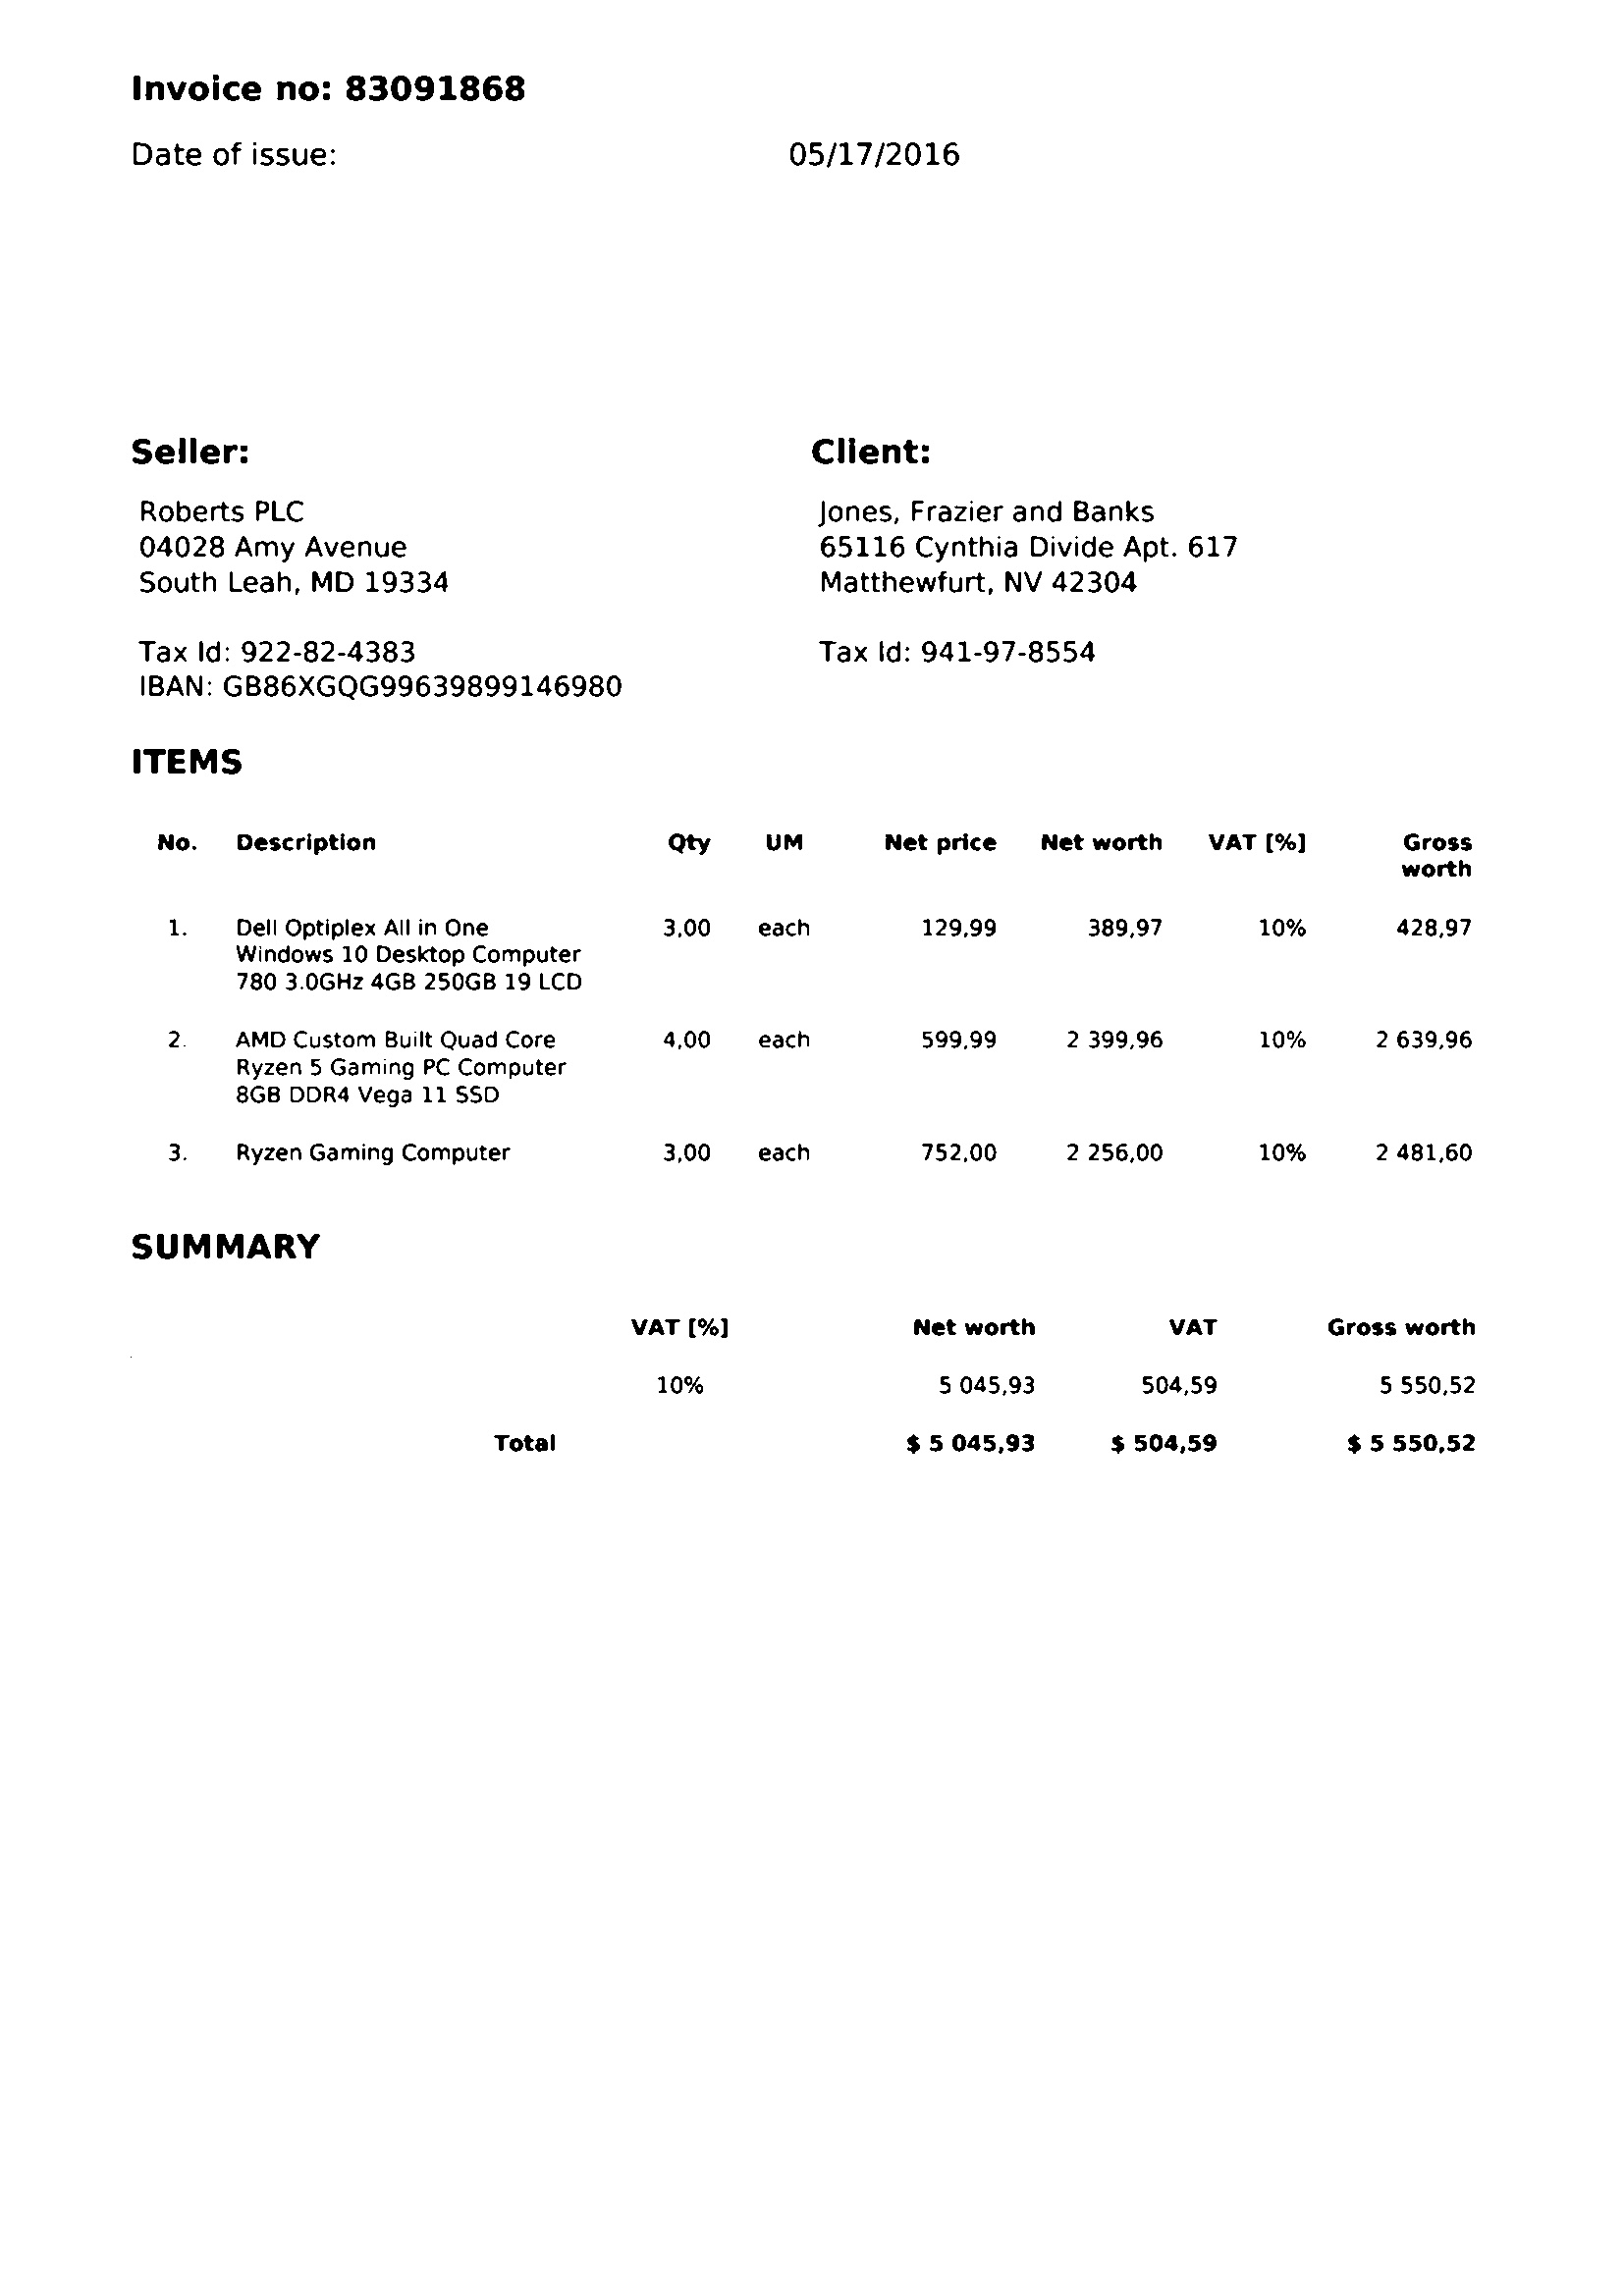 Invoice no: 83091868
Date of issue: 05/17/2016
Seller:
Roberts PLC
04028 Amy Avenue
South Leah, MD 19334
Tax Id: 922-82-4383
IBAN: GB86XGQG99639899146980
Client:
Jones, Frazier and Banks
65116 Cynthia Divide Apt. 617
Matthewfurt, NV 42304
Tax Id: 941-97-8554
ITEMS
No. Description Qty UM Net price Net worth VAT [%] Gross
worth
1. Dell Optiplex All in One 3,00 each 129,99 389,97 10% 428,97
Windows 10 Desktop Computer
780 3.0GHz 4GB 250GB 19 LCD
2. AMD Custom Built Quad Core 4,00 each 599,99 2 399,96 10% 2 639,96
Ryzen 5 Gaming PC Computer
8GB DDR4 Vega 11 SSD
3. Ryzen Gaming Computer 3,00 each 752,00 2 256,00 10% 2 481,60
SUMMARY
VAT [%] Net worth VAT Gross worth
10% 5 045,93 504,59 5 550,52
Total $ 5 045,93 $ 504,59 $ 5 550,52